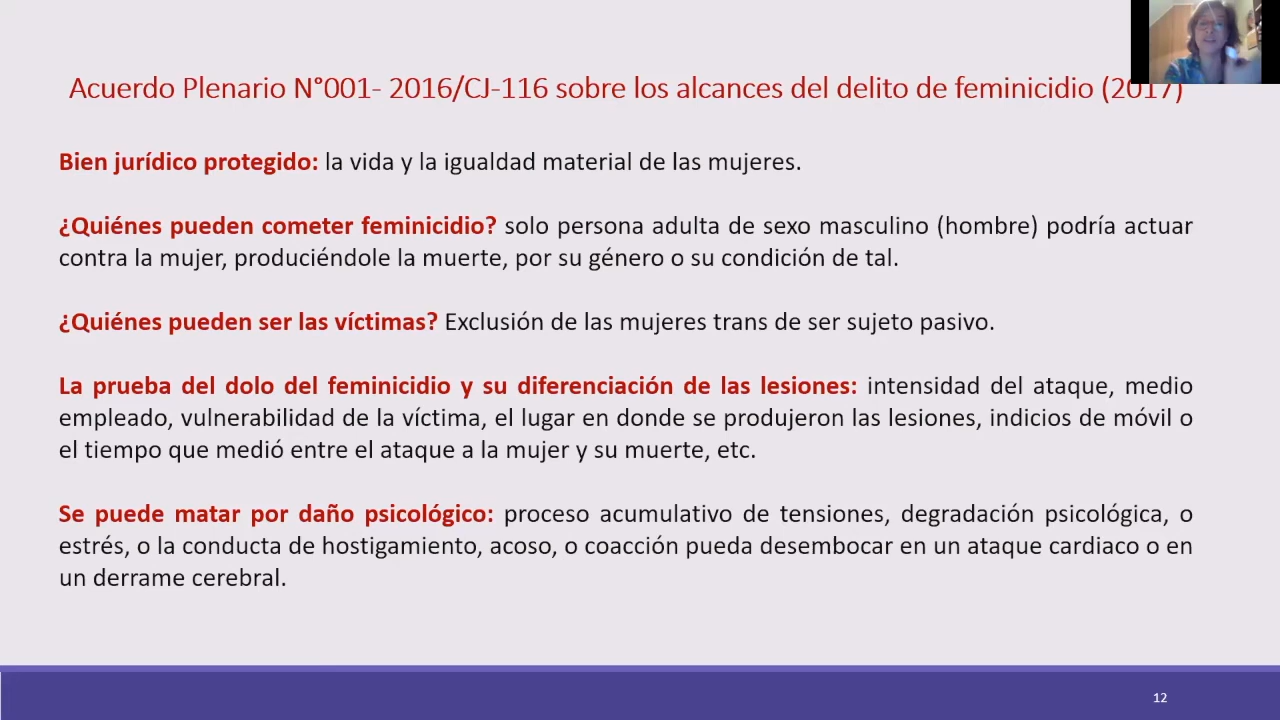 Acuerdo Plenario N°001- 2016/CJ-116 sobre los alcances del delito de feminicidio (2017)
Bien jurídico protegido: la vida y la igualdad material de las mujeres.
¿Quiénes pueden cometer feminicidio? solo persona adulta de sexo masculino (hombre) podría actuar
contra la mujer, produciéndole la muerte, por su género o su condición de tal.
¿Quiénes pueden ser las víctimas? Exclusión de las mujeres trans de ser sujeto pasivo.
La prueba del dolo del feminicidio y su diferenciación de las lesiones: intensidad del ataque, medio
empleado, vulnerabilidad de la víctima, el lugar en donde se produjeron las lesiones, indicios de móvil o
el tiempo que medió entre el ataque a la mujer y su muerte, etc.
Se puede matar por daño psicológico: proceso acumulativo de tensiones, degradación psicológica, o
estrés, o la conducta de hostigamiento, acoso, o coacción pueda desembocar en un ataque cardiaco o en
un derrame cerebral.
12